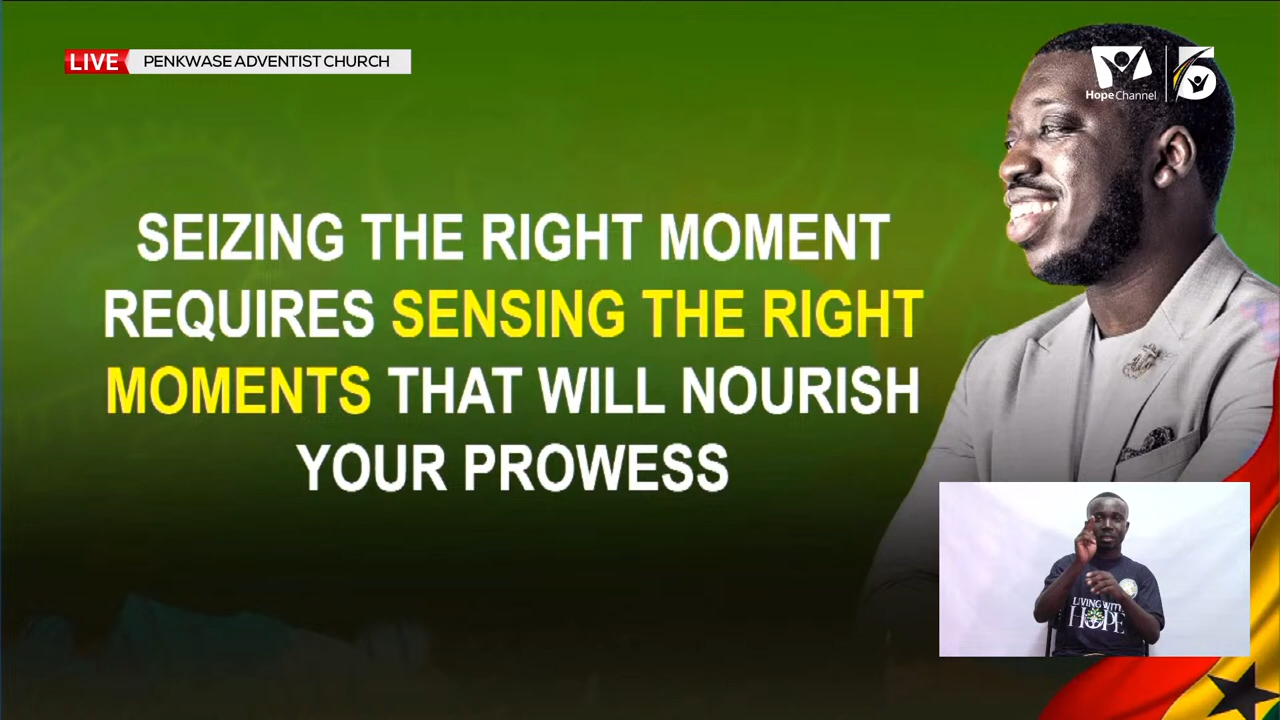 LIVE PENKWASE ADVENTIST CHURCH
Hope Channel
5
SEIZING THE RIGHT MOMENT
REQUIRES SENSING THE RIGHT
MOMENTS THAT WILL NOURISH
YOUR PROWESS
LIVING WITH
HOPE